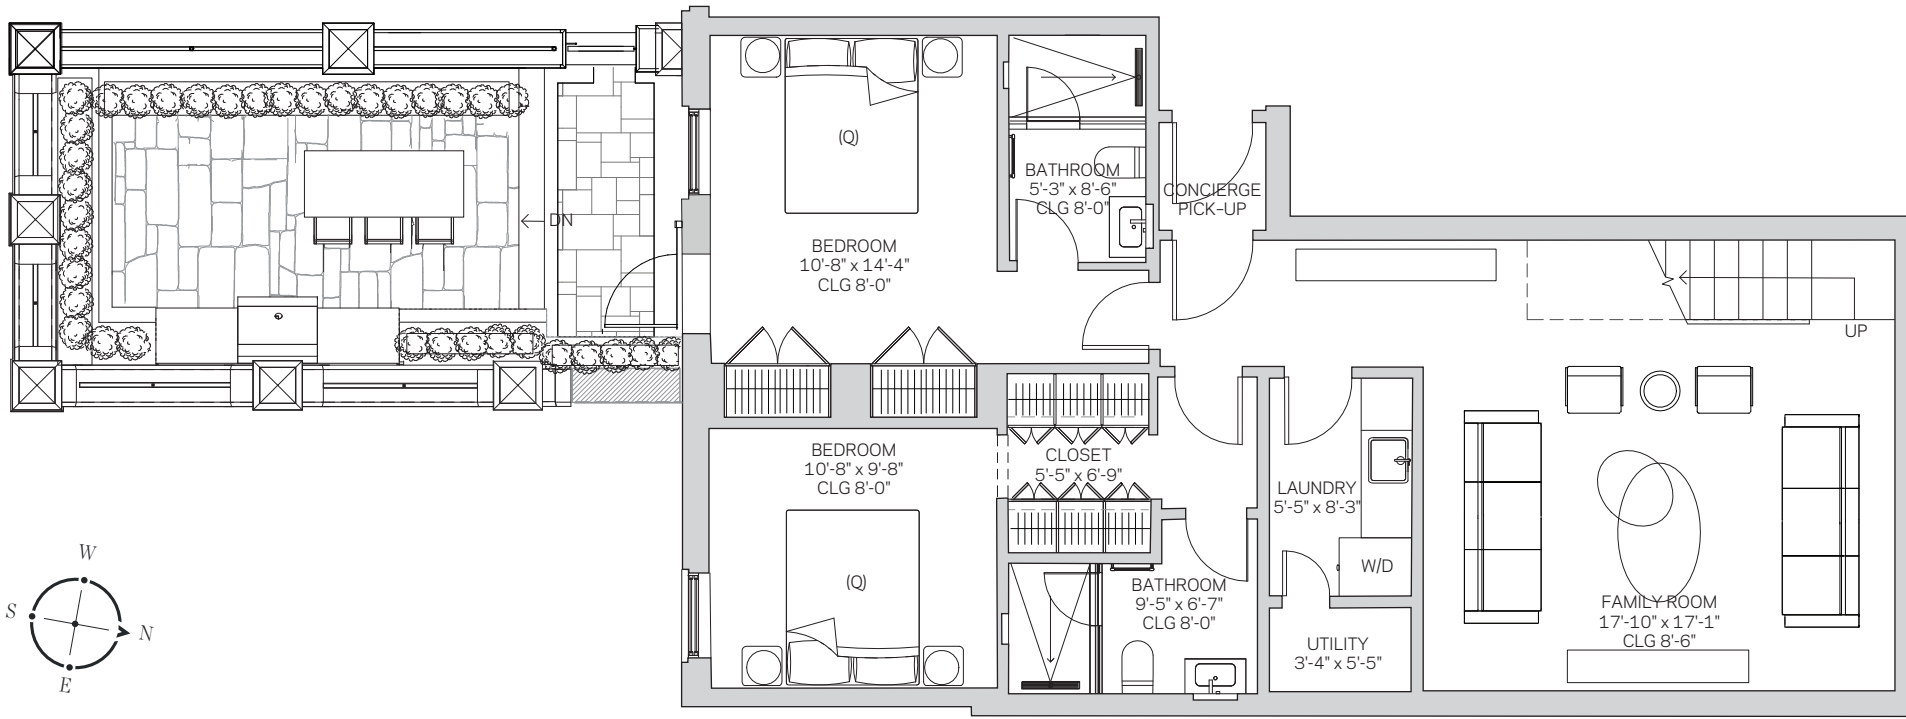 (Q)
BATHROOM
5'-3" x 8'-6"
CLG 8'-0"
CONCIERGE
PICK-UP
DN
BEDROOM
10'-8" x 14'-4"
CLG 8'-0"
UP
BEDROOM
10'-8" x 9'-8"
CLG 8'-0"
CLOSET
5'-5" x 6'-9"
LAUNDRY
5'-5" x 8'-3"
W/D
(Q)
BATHROOM
9'-5" x 6'-7"
CLG 8'-0"
FAMILY ROOM
17'-10" x 17'-1"
CLG 8'-6"
UTILITY
3'-4" x 5'-5"
W
S
N
E